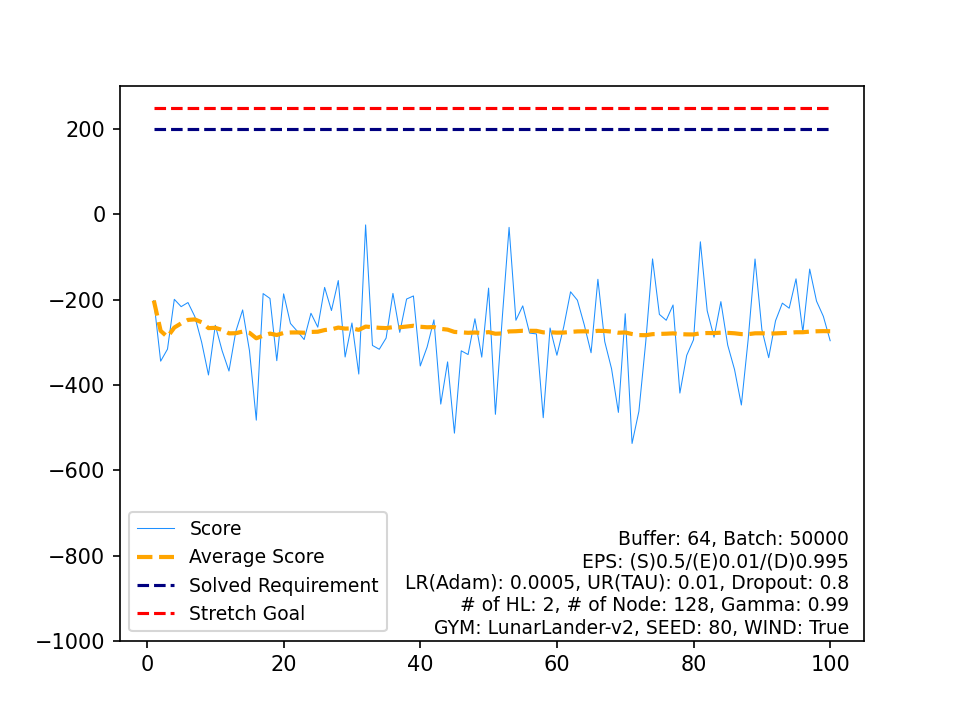 200
0
−200
−400
−600
−800
−1000
Score
Average Score
Solved Requirement
Stretch Goal
Buffer: 64, Batch: 50000
EPS: (S)0.5/(E)0.01/(D)0.995
LR(Adam): 0.0005, UR(TAU): 0.01, Dropout: 0.8
# of HL: 2, # of Node: 128, Gamma: 0.99
GYM: LunarLander-v2, SEED: 80, WIND: True
0 20 40 60 80 100